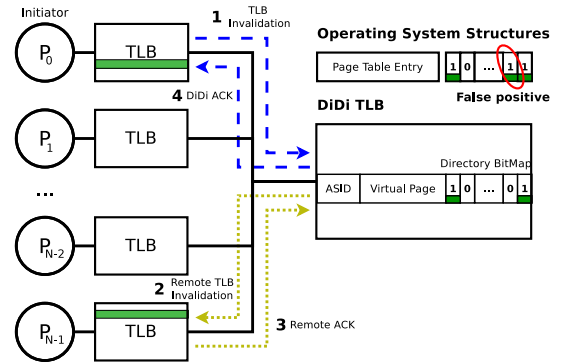 Initiator
P0
TLB
1 TLB
Invalidation
4 DiDi ACK
P1
TLB
...
PN-2
TLB
2 Remote TLB
Invalidation
PN-1
TLB
3 Remote ACK
Operating System Structures
Page Table Entry
1 0 ... 1 1
False positive
DiDi TLB
Directory BitMap
ASID Virtual Page 1 0 ... 0 1